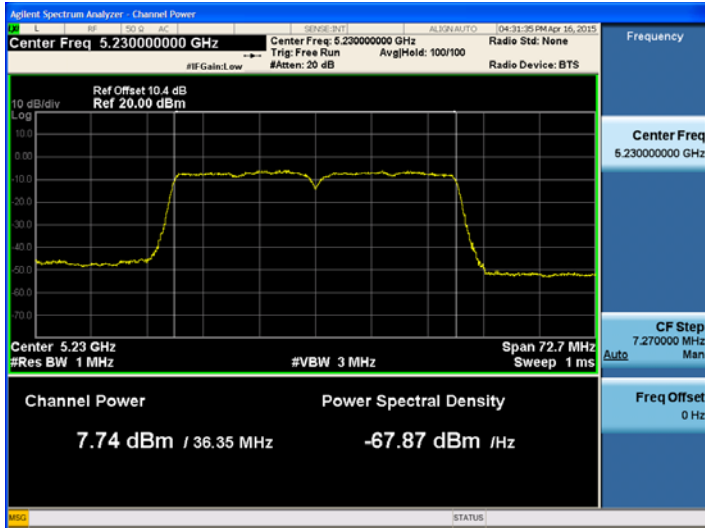 Agilent Spectrum Analyzer - Channel Power
L RF 50 Ω AC SENSE:INT ALIGN AUTO 04:31:35 PM Apr 16, 2015
Center Freq 5.230000000 GHz
Center Freq: 5.230000000 GHz
Radio Std: None
Trig: Free Run Avg|Hold: 100/100
#IFGain:Low
#Atten: 20 dB
Radio Device: BTS
Frequency
Ref Offset 10.4 dB
10 dB/div Ref 20.00 dBm
Log
10.0
0.00
-10.0
-20.0
-30.0
-40.0
-50.0
-60.0
-70.0
Center 5.23 GHz Span 72.7 MHz
#Res BW 1 MHz #VBW 3 MHz Sweep 1 ms
Channel Power Power Spectral Density
7.74 dBm / 36.35 MHz -67.87 dBm /Hz
Center Freq
5.230000000 GHz
CF Step
7.270000 MHz
Auto Man
Freq Offset
0 Hz
MSG STATUS